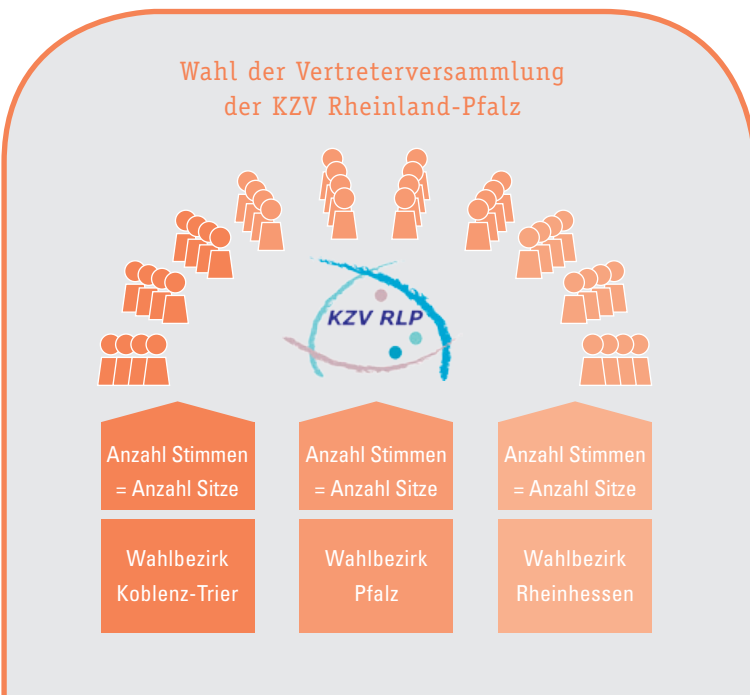 Wahl der Vertreterversammlung
der KZV Rheinland-Pfalz
KZV RLP
Anzahl Stimmen
= Anzahl Sitze
Anzahl Stimmen
= Anzahl Sitze
Anzahl Stimmen
= Anzahl Sitze
Wahlbezirk
Koblenz-Trier
Wahlbezirk
Pfalz
Wahlbezirk
Rheinhessen